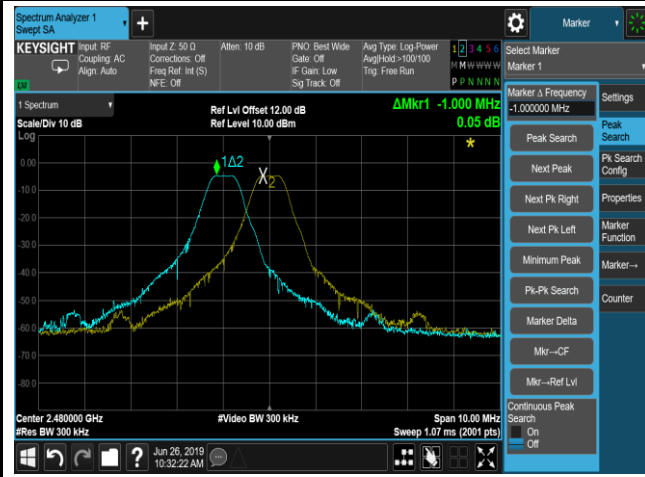 Spectrum Analyzer 1
Swept SA
Marker
KEYSIGHT
Input: RF
Coupling: AC
Align: Auto
Input Z: 50 Ω
Corrections: Off
Freq Ref: Int (S)
NFE: Off
Atten: 10 dB
PNO: Best Wide
Gate: Off
IF Gain: Low
Sig Track: Off
Avg Type: Log-Power
Avg|Hold:>100/100
Trig: Free Run
1 2 3 4 5 6
M M W W W W
P P N N N N
LXI
Select Marker
Marker 1
1 Spectrum
Scale/Div 10 dB
Log
Ref Lvl Offset 12.00 dB
Ref Level 10.00 dBm
ΔMkr1 -1.000 MHz
0.05 dB
0.00
-10.0
-20.0
-30.0
-40.0
-50.0
-60.0
-70.0
-80.0
1Δ2
X2
Center 2.480000 GHz
#Res BW 300 kHz
#Video BW 300 kHz
Span 10.00 MHz
Sweep 1.07 ms (2001 pts)
Marker Δ Frequency
-1.000000 MHz
Peak Search
Next Peak
Next Pk Right
Next Pk Left
Minimum Peak
Pk-Pk Search
Marker Delta
Mkr→CF
Mkr→Ref Lvl
Continuous Peak
Search
On
Off
Settings
Peak
Search
Pk Search
Config
Properties
Marker
Function
Marker→
Counter
Jun 26, 2019
10:32:22 AM